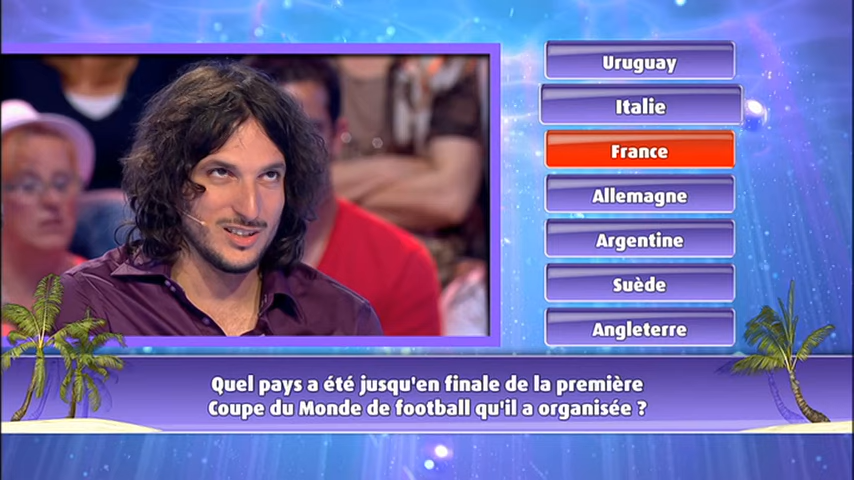 Uruguay
Italie
France
Allemagne
Argentine
Suède
Angleterre
Quel pays a été jusqu'en finale de la première
Coupe du Monde de football qu'il a organisée ?